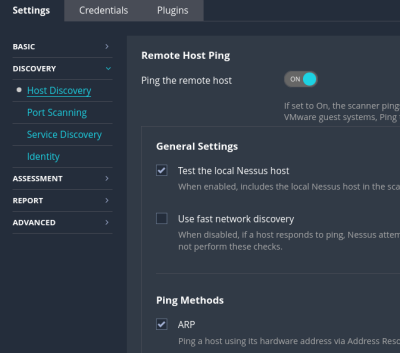 Settings Credentials Plugins
BASIC
DISCOVERY
Host Discovery
Port Scanning
Service Discovery
Identity
ASSESSMENT
REPORT
ADVANCED
Remote Host Ping
Ping the remote host ON
If set to On, the scanner ping
VMware guest systems, Ping
General Settings
Test the local Nessus host
When enabled, includes the local Nessus host in the sca
Use fast network discovery
When disabled, if a host responds to ping, Nessus attem
not perform these checks.
Ping Methods
ARP
Ping a host using its hardware address via Address Reso